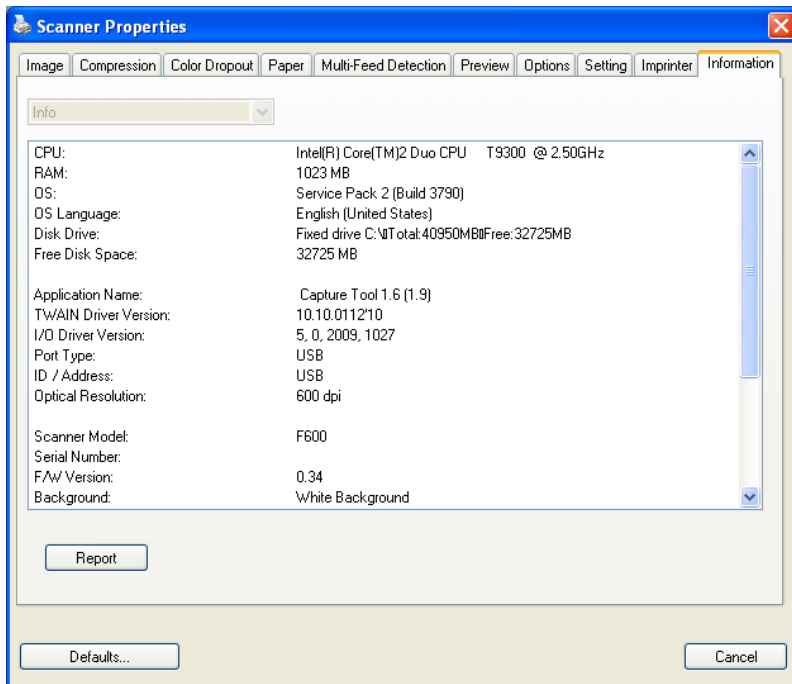 Scanner Properties
Image Compression Color Dropout Paper Multi-Feed Detection Preview Options Setting Imprinter Information
Info
CPU: Intel(R) Core(TM)2 Duo CPU T9300 @ 2.50GHz
RAM: 1023 MB
OS: Service Pack 2 (Build 3790)
OS Language: English (United States)
Disk Drive: Fixed drive C:\▯Total:40950MB▯Free:32725MB
Free Disk Space: 32725 MB
Application Name: Capture Tool 1.6 (1.9)
TWAIN Driver Version: 10.10.0112'10
I/O Driver Version: 5, 0, 2009, 1027
Port Type: USB
ID / Address: USB
Optical Resolution: 600 dpi
Scanner Model: F600
Serial Number:
F/W Version: 0.34
Background: White Background
Report
Defaults... Cancel